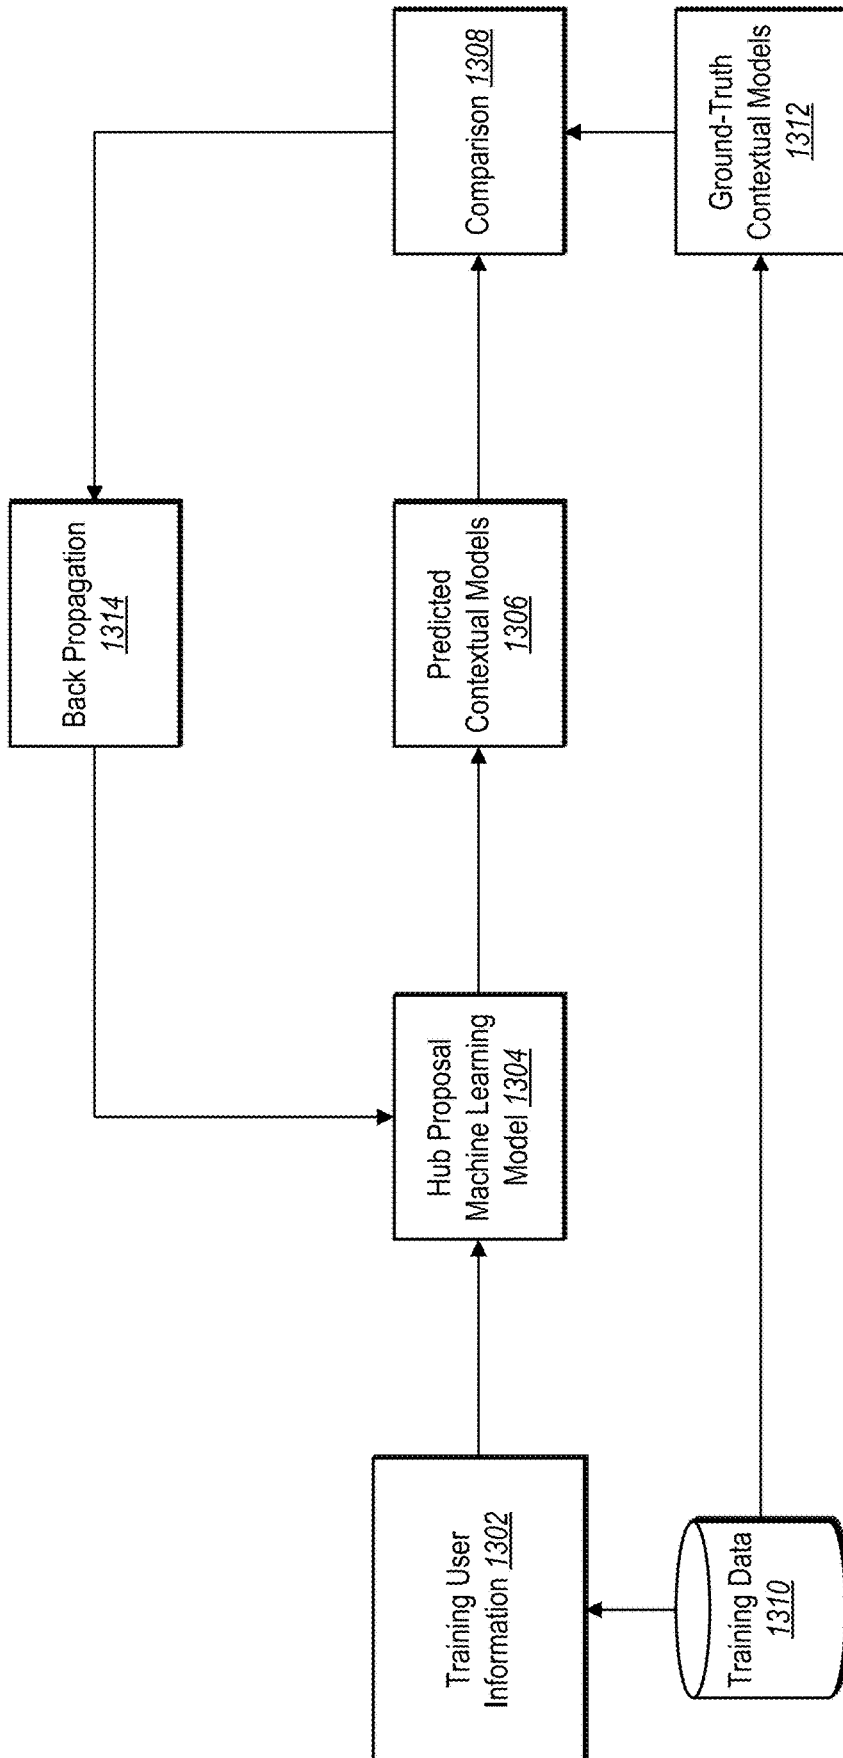 Back Propagation
1314
Training User
Information 1302
Hub Proposal
Machine Learning
Model 1304
Predicted
Contextual Models
1306
Comparison 1308
Training Data
1310
Ground-Truth
Contextual Models
1312